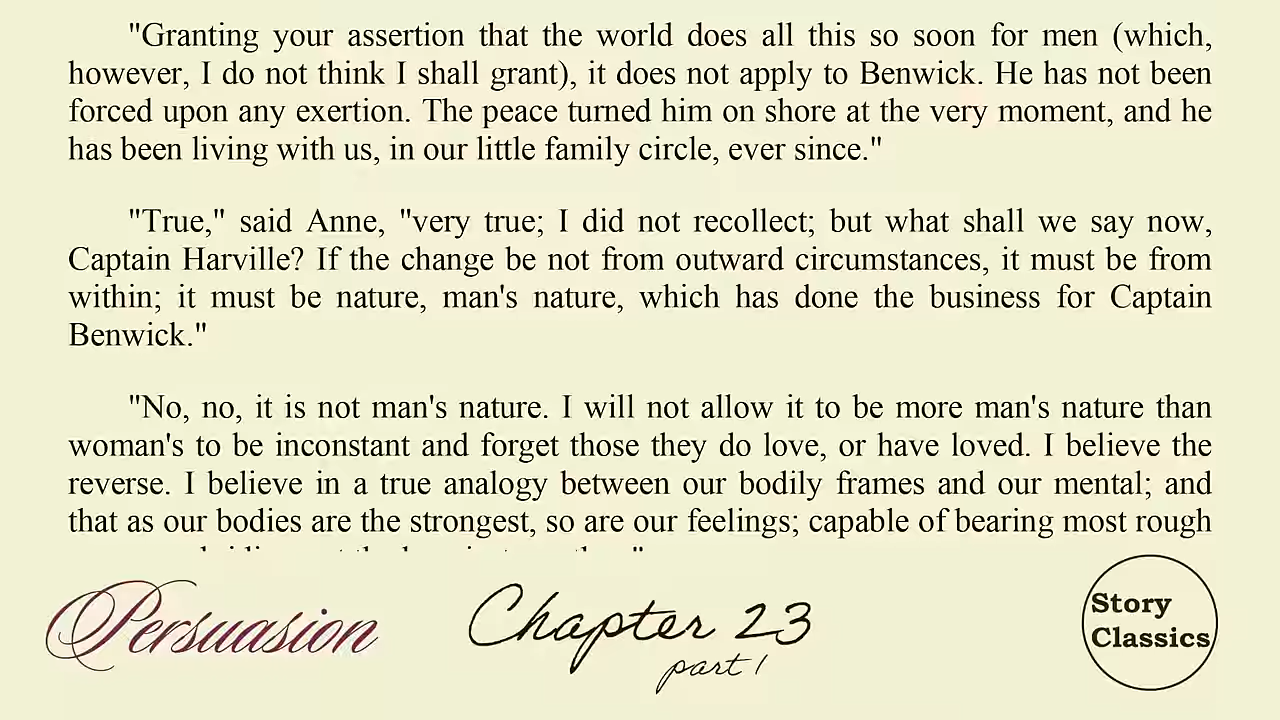 "Granting your assertion that the world does all this so soon for men (which,
however, I do not think I shall grant), it does not apply to Benwick. He has not been
forced upon any exertion. The peace turned him on shore at the very moment, and he
has been living with us, in our little family circle, ever since."
"True," said Anne, "very true; I did not recollect; but what shall we say now,
Captain Harville? If the change be not from outward circumstances, it must be from
within; it must be nature, man's nature, which has done the business for Captain
Benwick."
"No, no, it is not man's nature. I will not allow it to be more man's nature than
woman's to be inconstant and forget those they do love, or have loved. I believe the
reverse. I believe in a true analogy between our bodily frames and our mental; and
that as our bodies are the strongest, so are our feelings; capable of bearing most rough
Persuasion
Chapter 23
part 1
Story
Classics